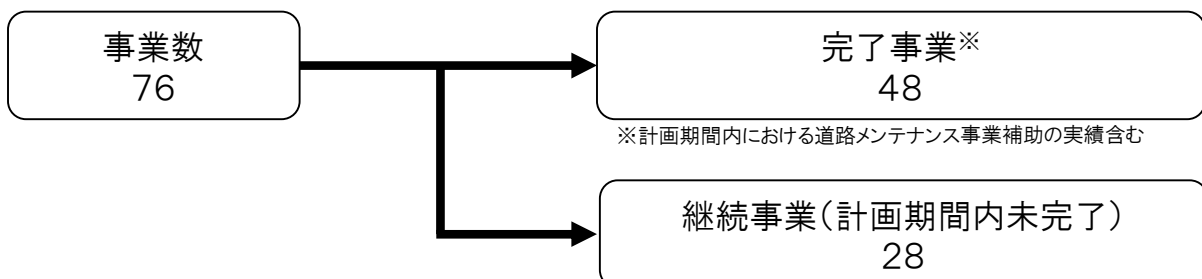 事業数
76
完了事業※
48
※計画期間内における道路メンテナンス事業補助の実績含む
継続事業(計画期間内未完了)
28